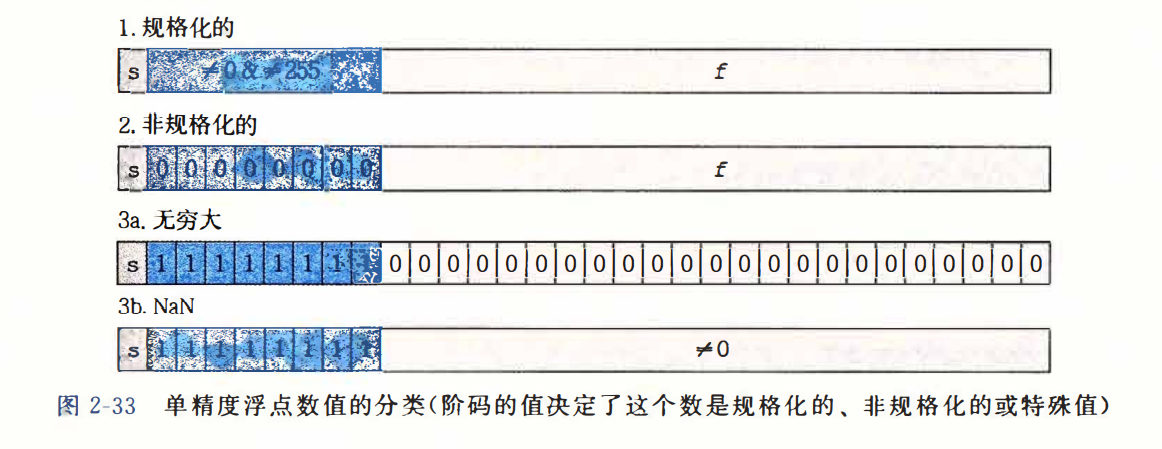 1. 规格化的
s ≠0 & ≠255 f
2. 非规格化的
s 0 0 0 0 0 0 0 0 f
3a. 无穷大
s 1 1 1 1 1 1 1 1 0 0 0 0 0 0 0 0 0 0 0 0 0 0 0 0 0 0 0 0 0 0 0
3b. NaN
s 1 1 1 1 1 1 1 1 ≠0
图 2-33 单精度浮点数值的分类(阶码的值决定了这个数是规格化的、非规格化的或特殊值)